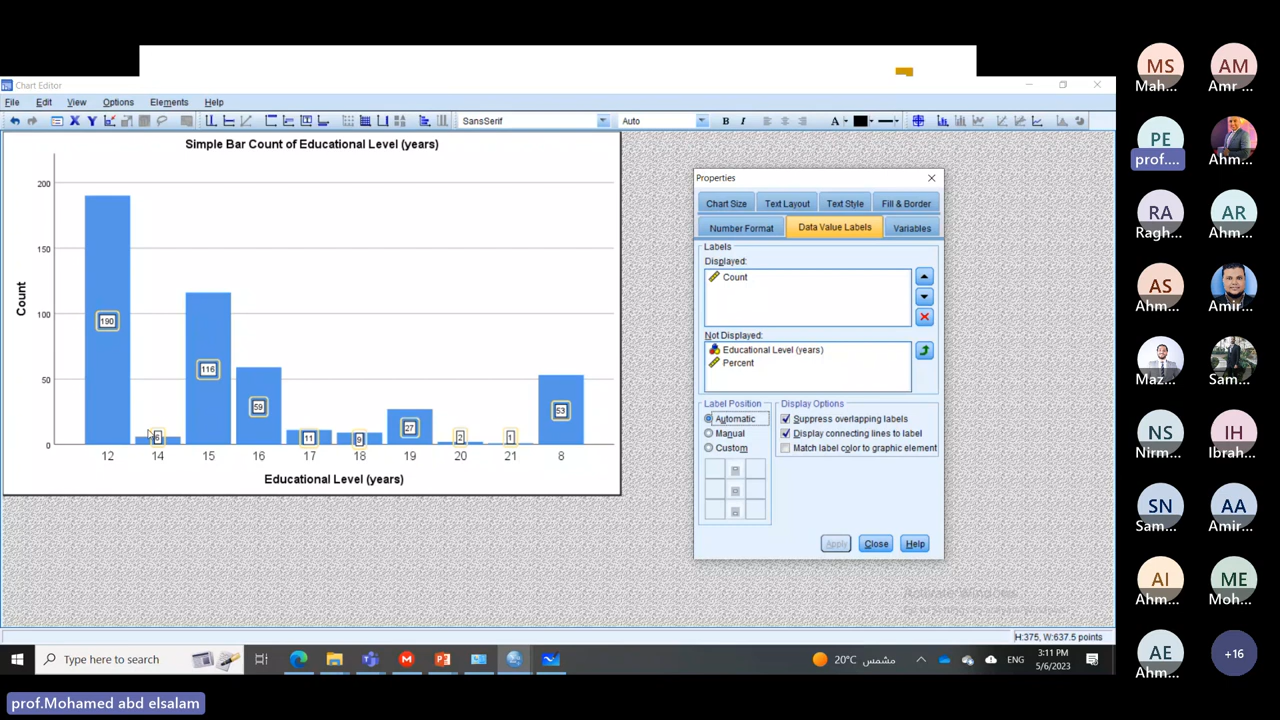 Chart Editor
File Edit View Options Elements Help
SansSerif Auto B I A
Simple Bar Count of Educational Level (years)
Count
200
150
100
50
0
190
6
116
59
11
9
27
2
1
53
12 14 15 16 17 18 19 20 21 8
Educational Level (years)
Properties
Chart Size Text Layout Text Style Fill & Border
Number Format Data Value Labels Variables
Labels
Displayed:
Count
Not Displayed:
Educational Level (years)
Percent
Label Position
Automatic
Manual
Custom
Display Options
Suppress overlapping labels
Display connecting lines to label
Match label color to graphic element
Apply Close Help
Activate Windows
H:375, W:637.5 points
Type here to search
20°C مشمس
ENG
3:11 PM
5/6/2023
prof.Mohamed abd elsalam
MS AM
Mah... Amr ...
PE
prof.... Ahm...
RA AR
Ragh... Ahm...
AS
Ahm... Amir...
Maz... Sam...
NS IH
Nirm... Ibrah...
SN AA
Sam... Amir...
AI ME
Ahm... Moh...
AE +16
Ahm...